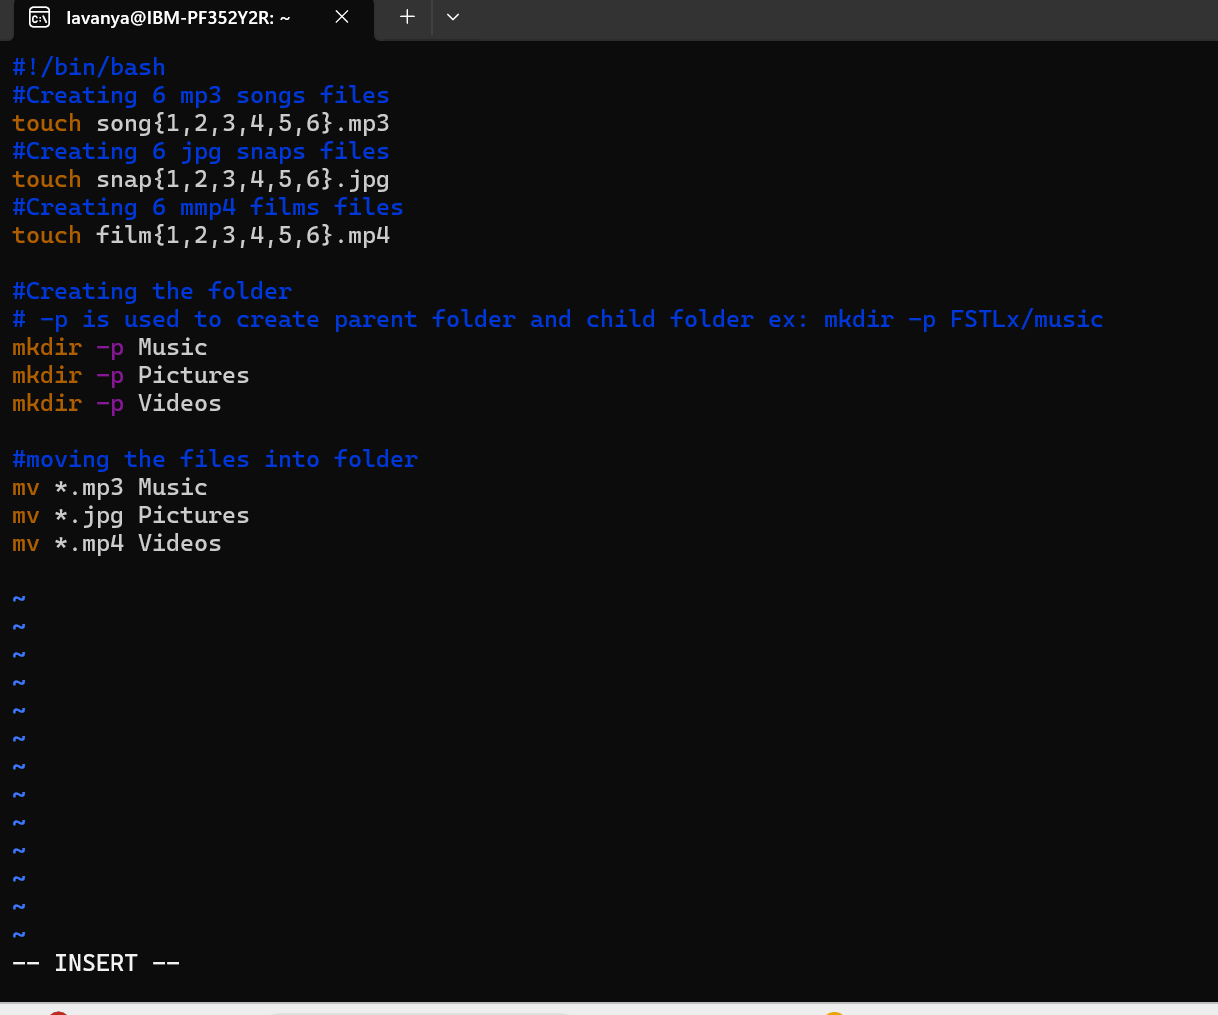 lavanya@IBM-PF352Y2R: ~
#!/bin/bash
#Creating 6 mp3 songs files
touch song{1,2,3,4,5,6}.mp3
#Creating 6 jpg snaps files
touch snap{1,2,3,4,5,6}.jpg
#Creating 6 mmp4 films files
touch film{1,2,3,4,5,6}.mp4
#Creating the folder
# -p is used to create parent folder and child folder ex: mkdir -p FSTLx/music
mkdir -p Music
mkdir -p Pictures
mkdir -p Videos
#moving the files into folder
mv *.mp3 Music
mv *.jpg Pictures
mv *.mp4 Videos
~
~
~
~
~
~
~
~
~
~
~
~
~
-- INSERT --